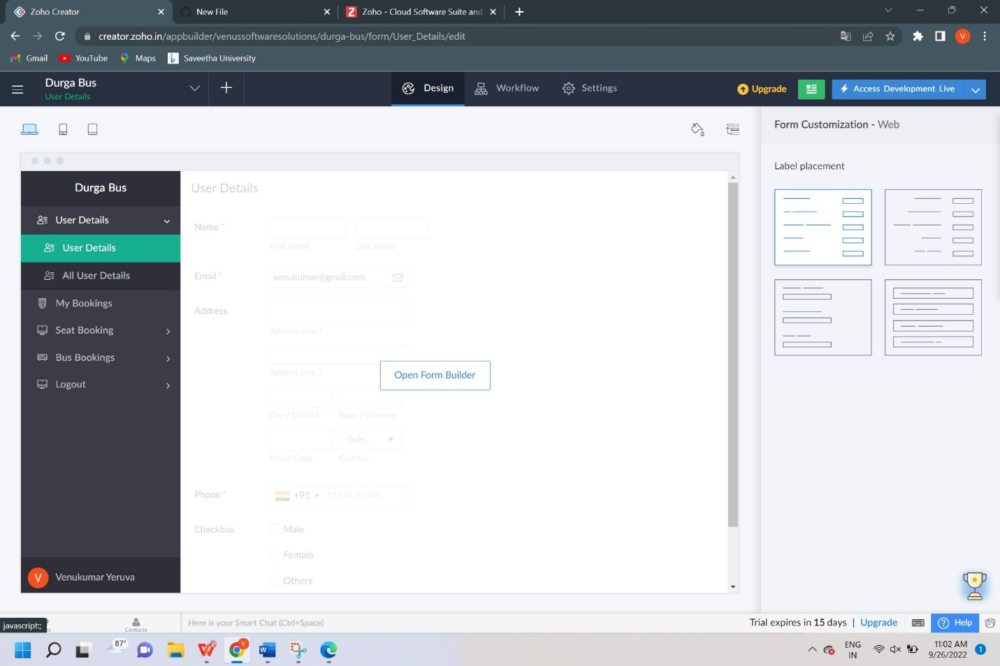 Zoho Creator
New File
Zoho - Cloud Software Suite and
creator.zoho.in/appbuilder/venussoftwaresolutions/durga-bus/form/User_Details/edit
V
Gmail
YouTube
Maps
Saveetha University
Durga Bus
User Details
Design
Workflow
Settings
Upgrade
Access Development Live
Form Customization - Web
Label placement
Durga Bus
User Details
User Details
All User Details
My Bookings
Seat Booking
Bus Bookings
Logout
V
Venukumar Yeruva
User Details
Name *
First Name
Last Name
Email *
venukumar@gmail.com
Address
Address Line 1
Address Line 2
Open Form Builder
City / District
State / Province
-Sele...
Postal Code
Country
Phone *
+91
81234 56789
Checkbox
Male
Female
Others
javascript:;
Contacts
Here is your Smart Chat (Ctrl+Space)
Trial expires in 15 days | Upgrade
Help
87°
ENG
IN
11:02 AM
9/26/2022
1